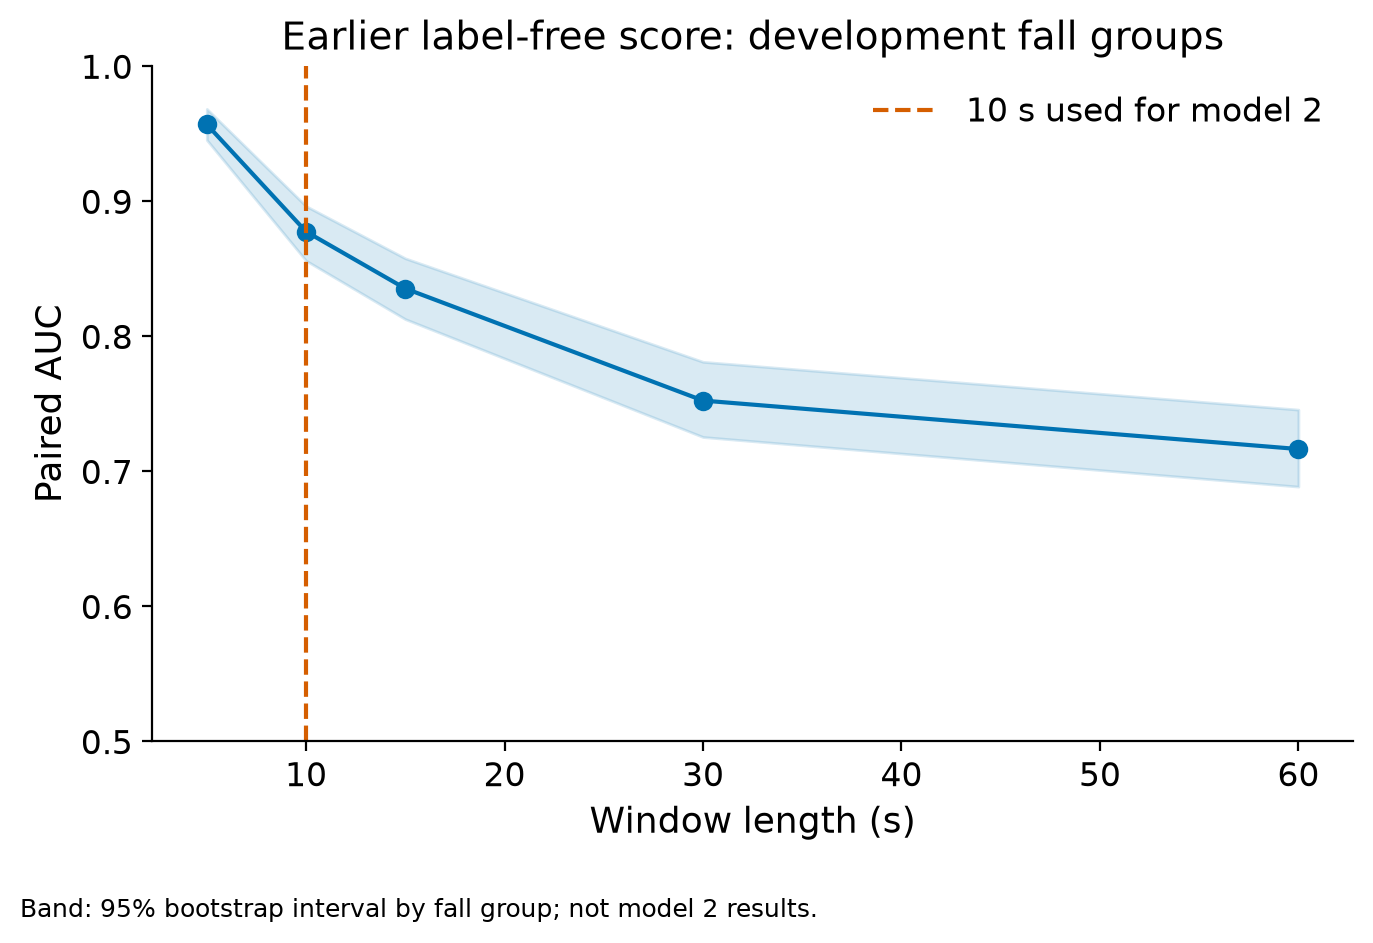 Earlier label-free score: development fall groups
1.0
0.9
0.8
0.7
0.6
0.5
Paired AUC
10 s used for model 2
10 20 30 40 50 60
Window length (s)
Band: 95% bootstrap interval by fall group; not model 2 results.